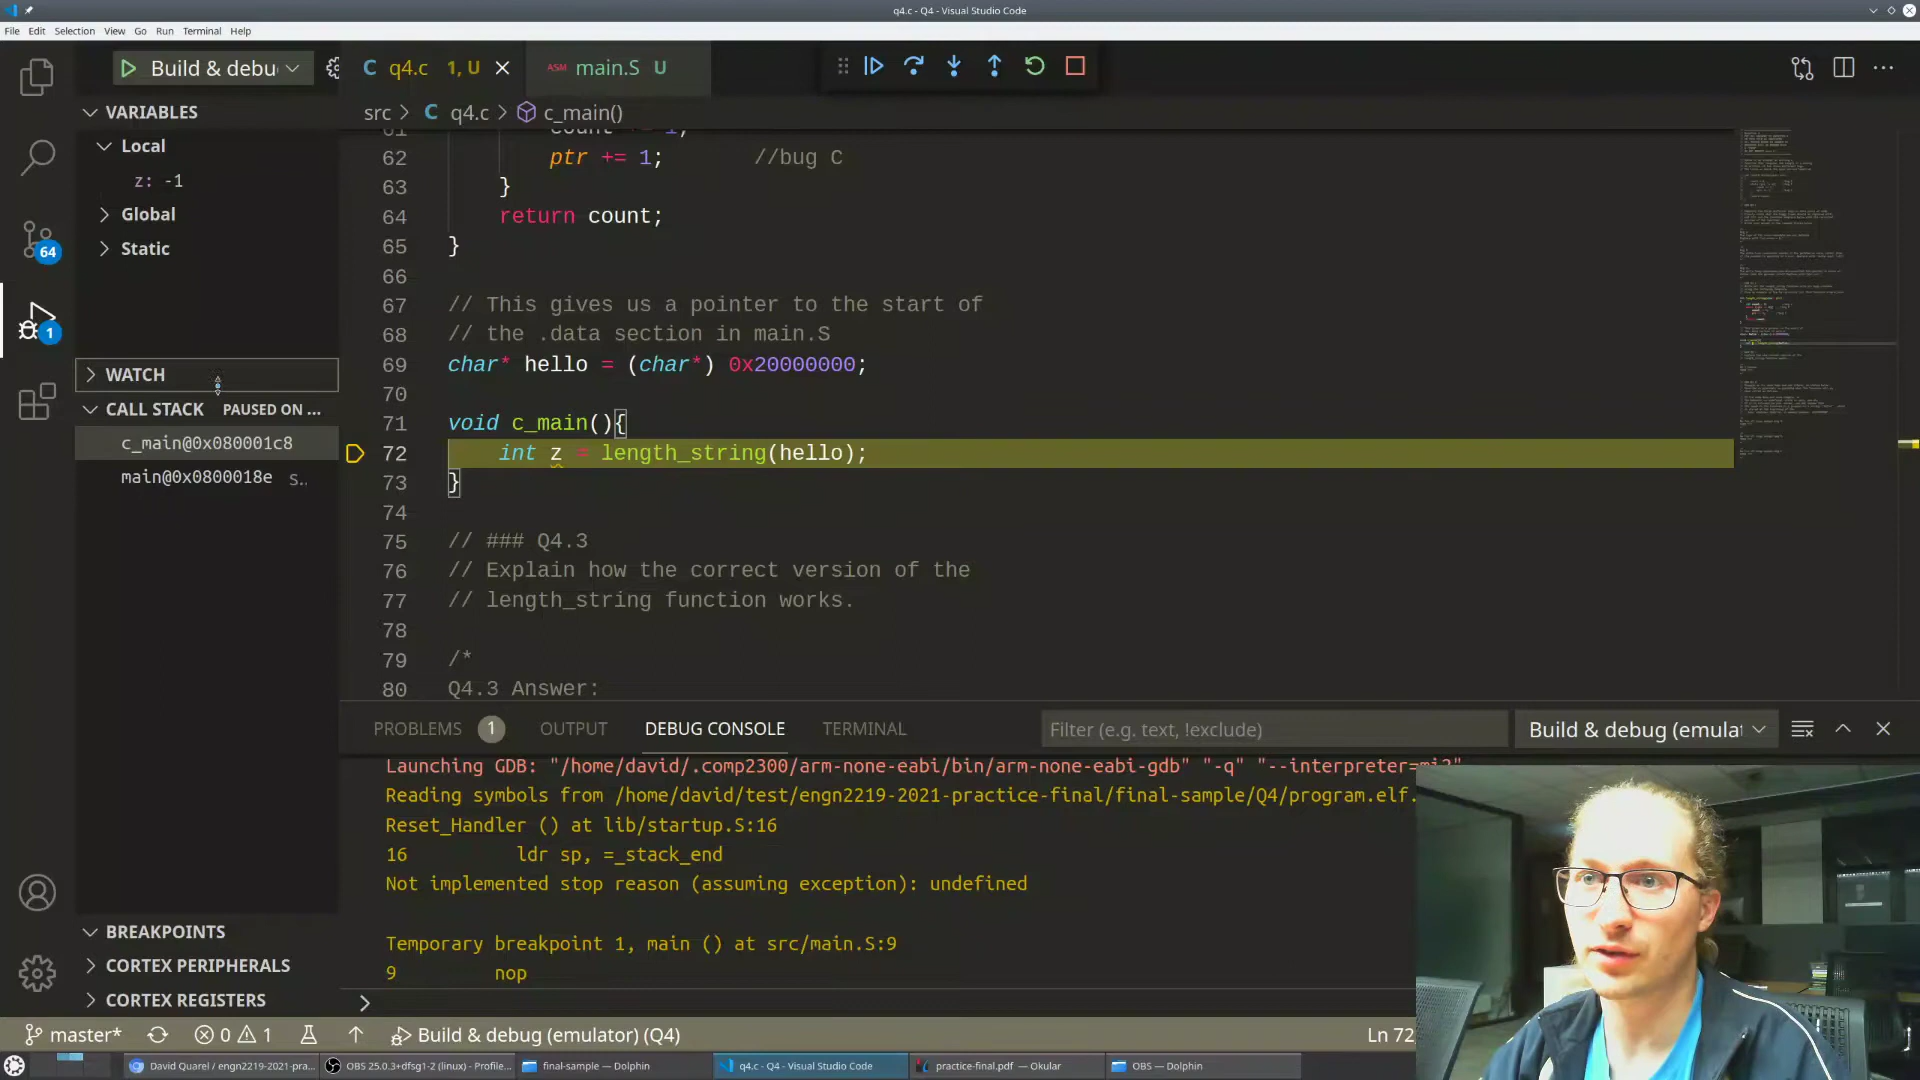 q4.c - Q4 - Visual Studio Code
File Edit Selection View Go Run Terminal Help
Build & debu
C q4.c 1, U
ASM main.S U
VARIABLES
Local
z: -1
Global
Static
WATCH
CALL STACK PAUSED ON ...
c_main@0x080001c8
main@0x0800018e S..
BREAKPOINTS
CORTEX PERIPHERALS
CORTEX REGISTERS
64
1
src > C q4.c > c_main()
61 count += 1;
62 ptr += 1; //bug C
63 }
64 return count;
65 }
66
67 // This gives us a pointer to the start of
68 // the .data section in main.S
69 char* hello = (char*) 0x20000000;
70
71 void c_main(){
72 int z = length_string(hello);
73 }
74
75 // ### Q4.3
76 // Explain how the correct version of the
77 // length_string function works.
78
79 /*
80 Q4.3 Answer:
PROBLEMS 1 OUTPUT DEBUG CONSOLE TERMINAL
Filter (e.g. text, !exclude)
Build & debug (emulat
Launching GDB: "/home/david/.comp2300/arm-none-eabi/bin/arm-none-eabi-gdb" "-q" "--interpreter=mi2"
Reading symbols from /home/david/test/engn2219-2021-practice-final/final-sample/Q4/program.elf.
Reset_Handler () at lib/startup.S:16
16 ldr sp, =_stack_end
Not implemented stop reason (assuming exception): undefined
Temporary breakpoint 1, main () at src/main.S:9
9 nop
>
master* 0 1 Build & debug (emulator) (Q4) Ln 72
David Quarel / engn2219-2021-pra...
OBS 25.0.3+dfsg1-2 (linux) - Profile...
final-sample — Dolphin
q4.c - Q4 - Visual Studio Code
practice-final.pdf — Okular
OBS — Dolphin